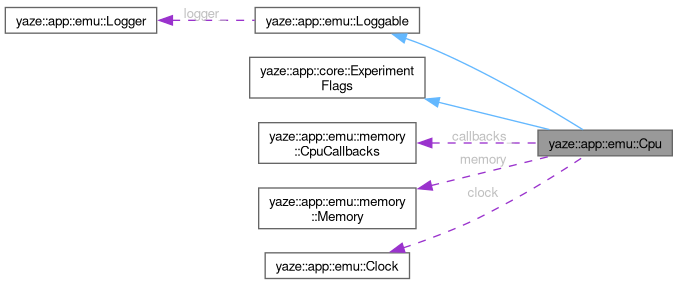 yaze::app::emu::Logger
logger
yaze::app::emu::Loggable
yaze::app::core::Experiment
Flags
yaze::app::emu::memory
::CpuCallbacks
callbacks
yaze::app::emu::Cpu
memory
yaze::app::emu::memory
::Memory
clock
yaze::app::emu::Clock